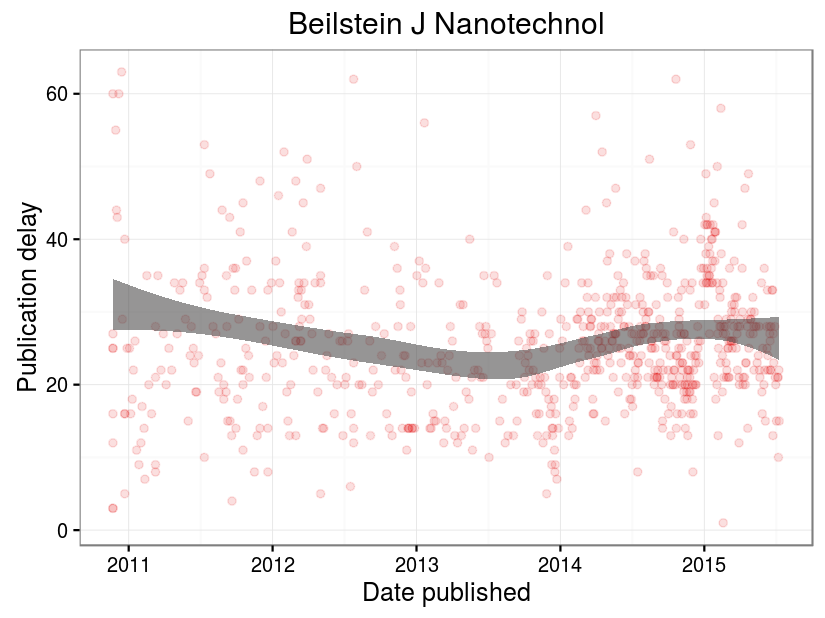 Beilstein J Nanotechnol
Publication delay
60
40
20
0
2011 2012 2013 2014 2015
Date published